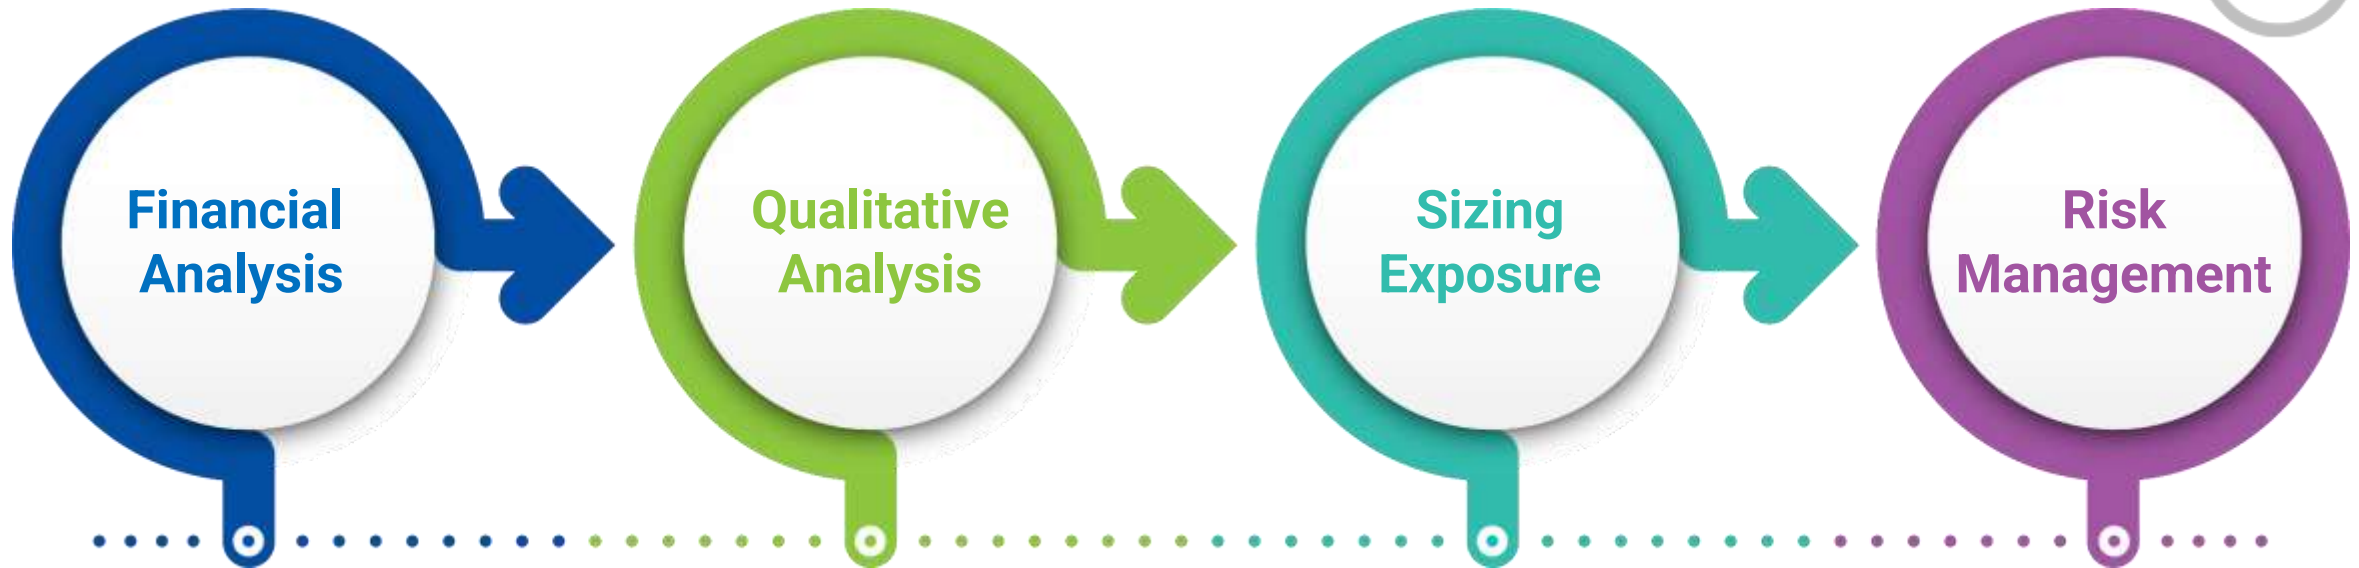 Financial
Analysis
Qualitative
Analysis
Sizing
Exposure
Risk
Management